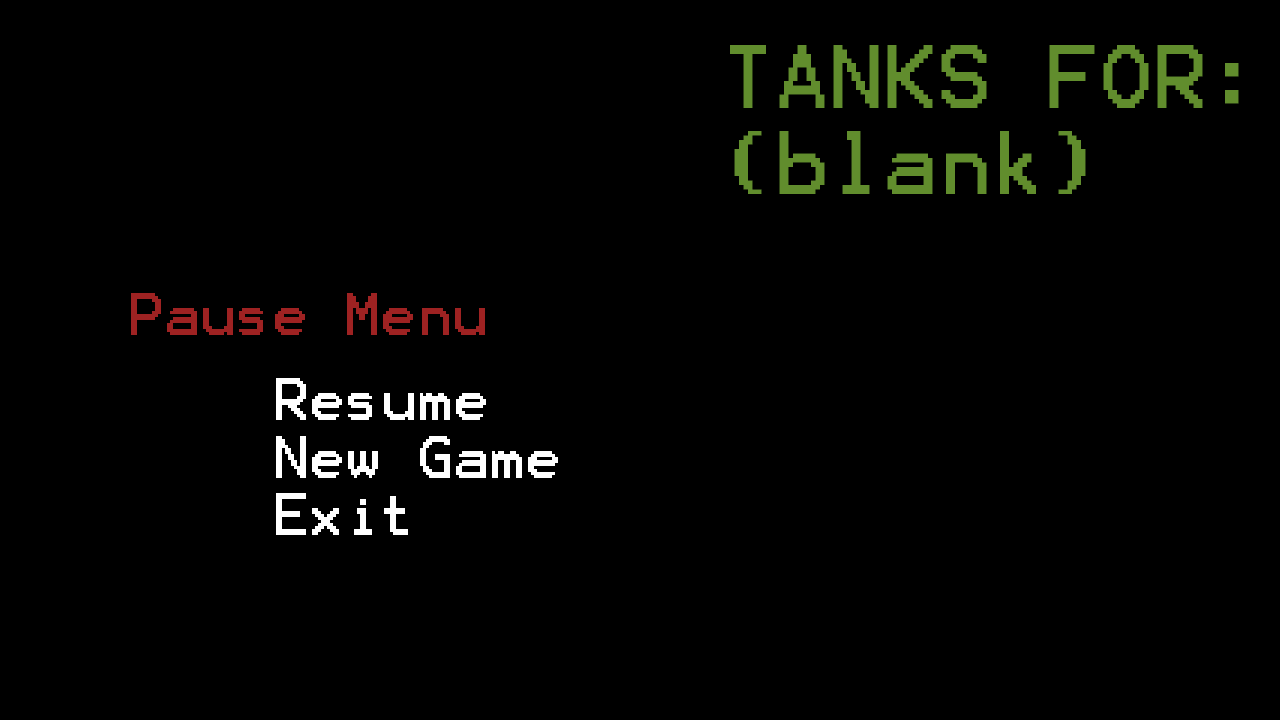 TANKS FOR:
(blank)
Pause Menu
Resume
New Game
Exit